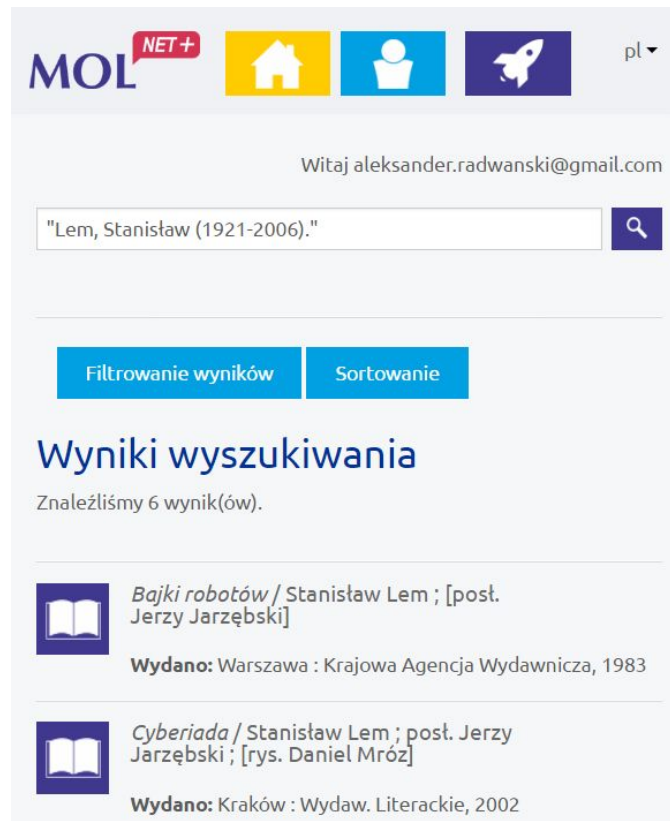 MOL NET+
pl
Witaj aleksander.radwanski@gmail.com
"Lem, Stanisław (1921-2006)."
Filtrowanie wyników Sortowanie
Wyniki wyszukiwania
Znaleźliśmy 6 wynik(ów).
Bajki robotów / Stanisław Lem ; [posł.
Jerzy Jarzębski]
Wydano: Warszawa : Krajowa Agencja Wydawnicza, 1983
Cyberiada / Stanisław Lem ; posł. Jerzy
Jarzębski ; [rys. Daniel Mróz]
Wydano: Kraków : Wydaw. Literackie, 2002